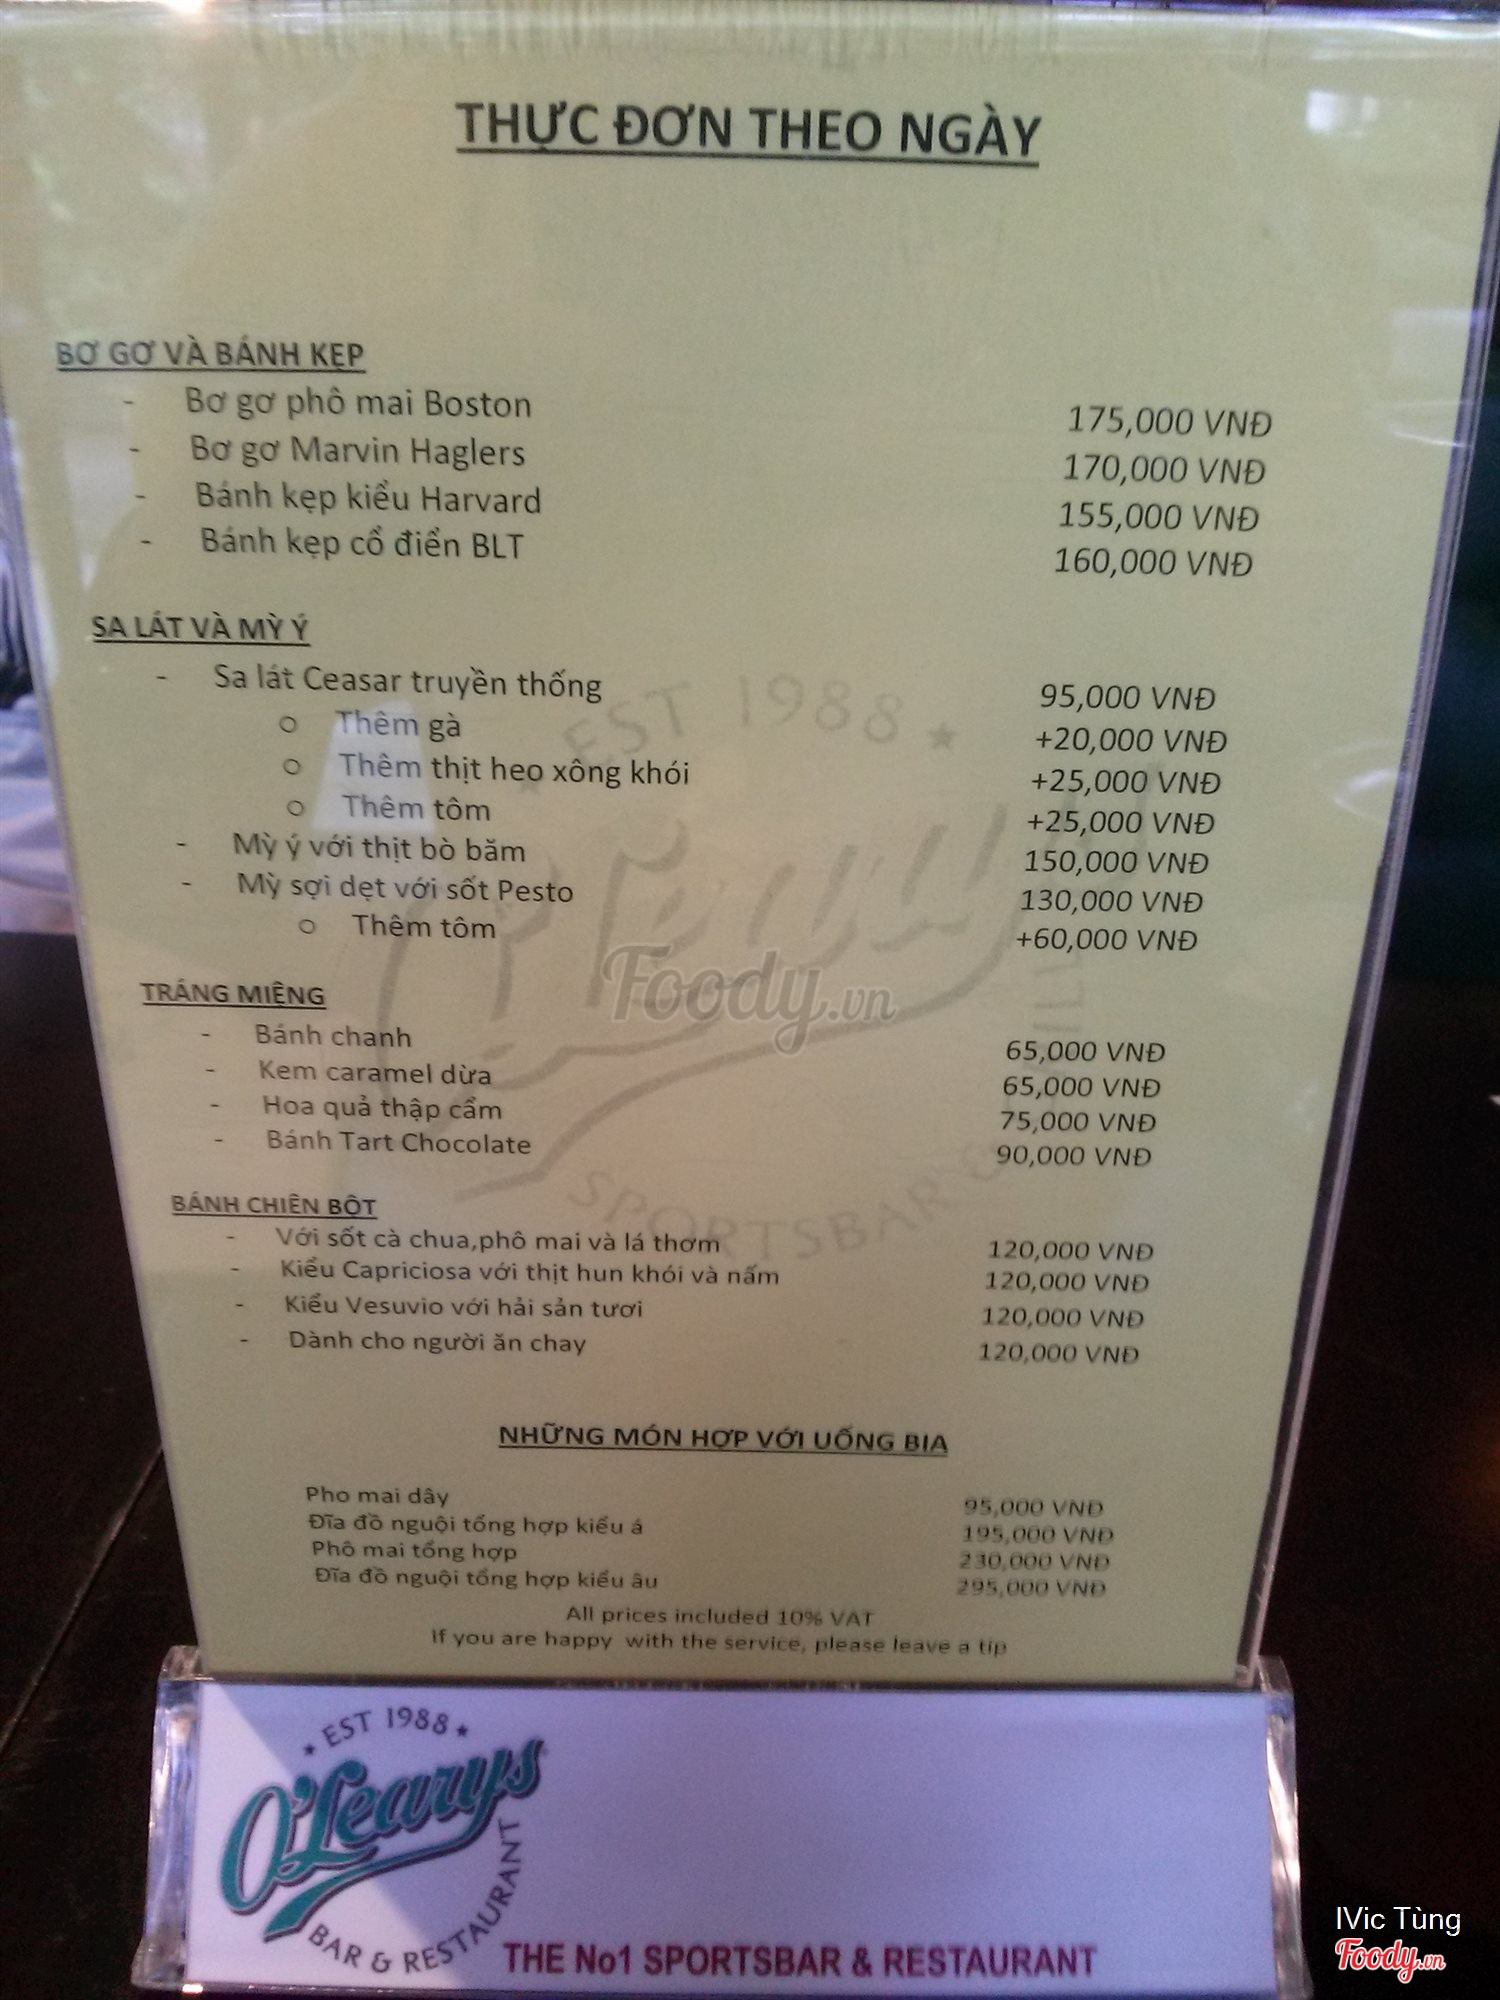 THỰC ĐƠN THEO NGÀY
BƠ GƠ VÀ BÁNH KẸP
- Bơ gơ phô mai Boston 175,000 VNĐ
- Bơ gơ Marvin Haglers 170,000 VNĐ
- Bánh kẹp kiểu Harvard 155,000 VNĐ
- Bánh kẹp cổ điển BLT 160,000 VNĐ
SA LÁT VÀ MỲ Ý
- Sa lát Ceasar truyền thống 95,000 VNĐ
o Thêm gà +20,000 VNĐ
o Thêm thịt heo xông khói +25,000 VNĐ
o Thêm tôm +25,000 VNĐ
- Mỳ ý với thịt bò băm 150,000 VNĐ
- Mỳ sợi dẹt với sốt Pesto 130,000 VNĐ
o Thêm tôm +60,000 VNĐ
TRÁNG MIỆNG
- Bánh chanh 65,000 VNĐ
- Kem caramel dừa 65,000 VNĐ
- Hoa quả thập cẩm 75,000 VNĐ
- Bánh Tart Chocolate 90,000 VNĐ
BÁNH CHIÊN BỘT
- Với sốt cà chua,phô mai và lá thơm 120,000 VNĐ
- Kiểu Capriciosa với thịt hun khói và nấm 120,000 VNĐ
- Kiểu Vesuvio với hải sản tươi 120,000 VNĐ
- Dành cho người ăn chay 120,000 VNĐ
NHỮNG MÓN HỢP VỚI UỐNG BIA
Pho mai dây 95,000 VNĐ
Đĩa đồ nguội tổng hợp kiểu á 195,000 VNĐ
Phô mai tổng hợp 230,000 VNĐ
Đĩa đồ nguội tổng hợp kiểu âu 295,000 VNĐ
All prices included 10% VAT
If you are happy with the service, please leave a tip
EST 1988
SPORTSBAR
Foody.vn
EST 1988
O'Learys
BAR & RESTAURANT
THE No1 SPORTSBAR & RESTAURANT
IVic Tùng
Foody.vn